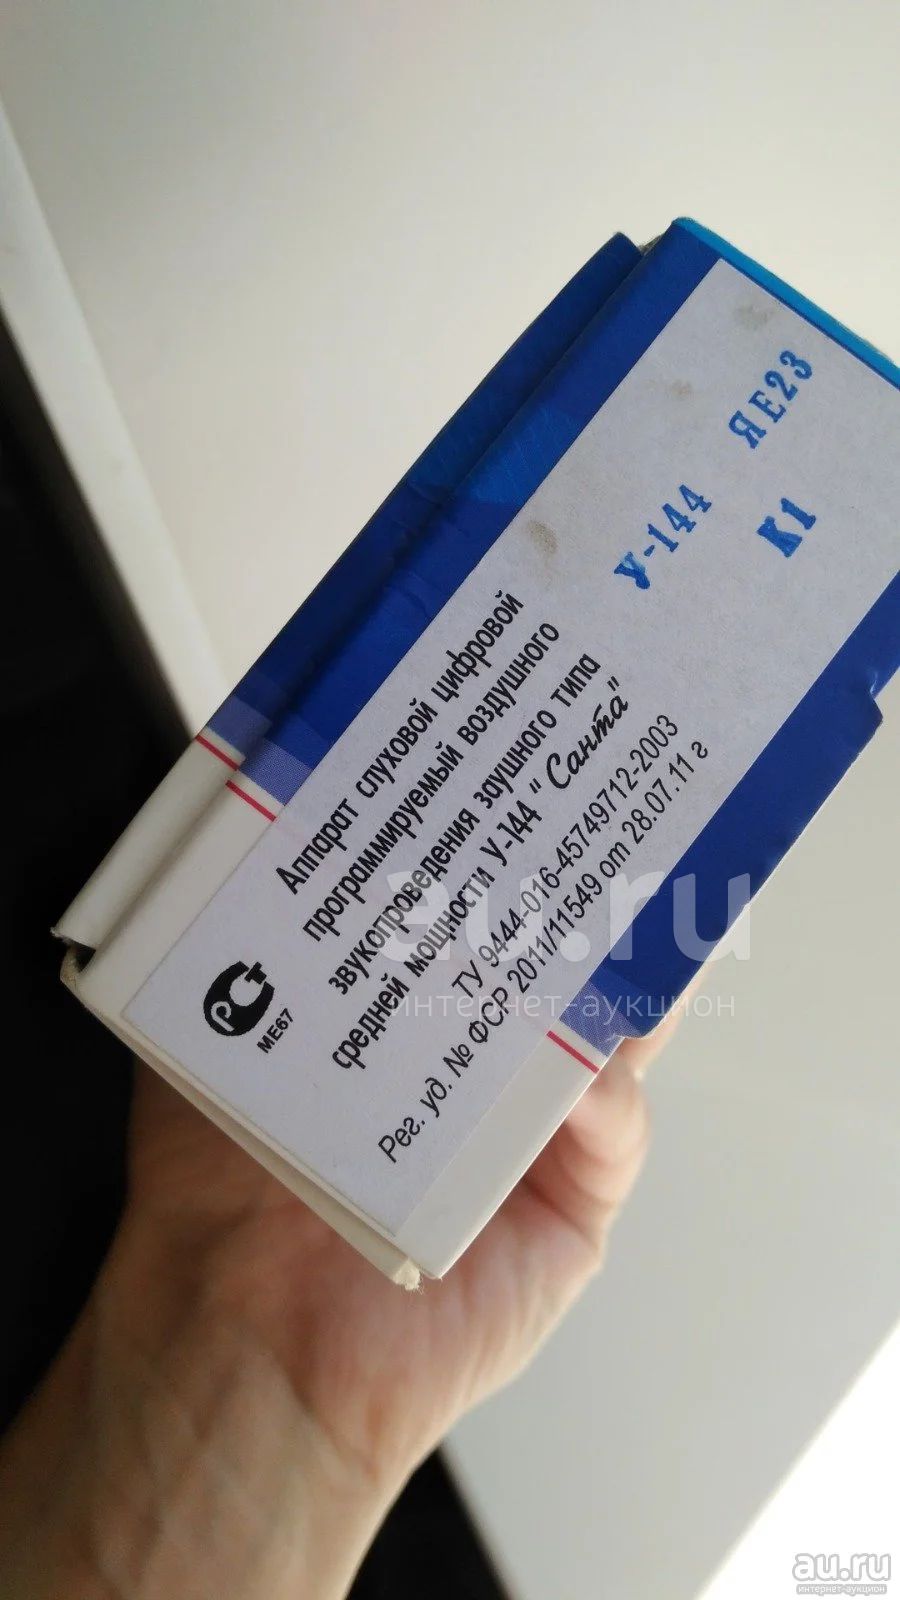 Аппарат слуховой цифровой
программируемый воздушного
звукопроведения заушного типа
средней мощности У-144 "Санта"
ТУ 9444-016-45749712-2003
Рег. уд. № ФСР 2011/11549 от 28.07.11 г
РСТ
МЕ67
У-144 ЯЕ23
К1
au.ru
интернет-аукцион
au.ru
интернет-аукцион